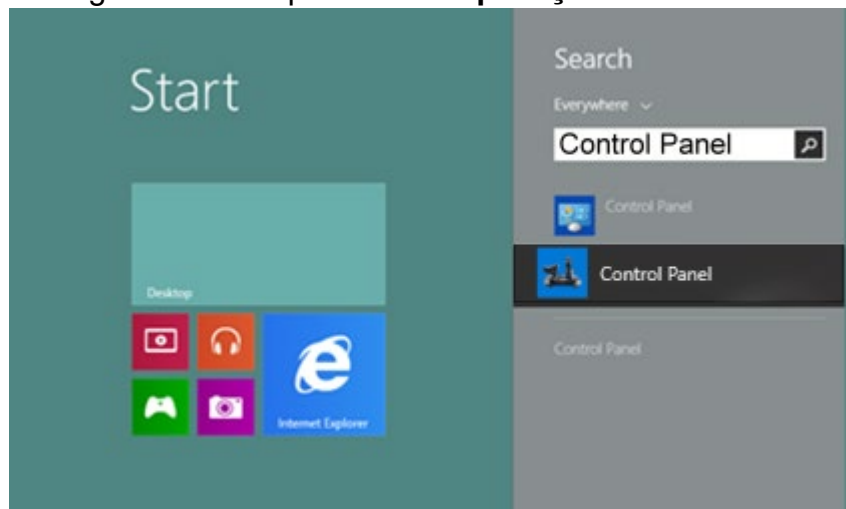 Start
Desktop
Internet Explorer
Search
Everywhere
Control Panel
Control Panel
Control Panel
Control Panel